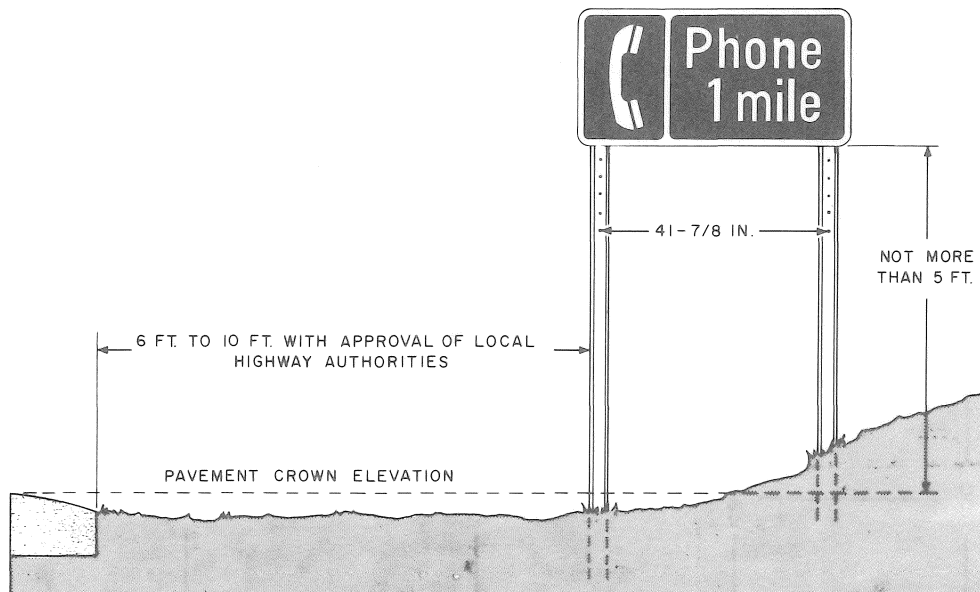 Phone
1 mile
41-7/8 IN.
NOT MORE
THAN 5 FT.
6 FT. TO 10 FT. WITH APPROVAL OF LOCAL
HIGHWAY AUTHORITIES
PAVEMENT CROWN ELEVATION